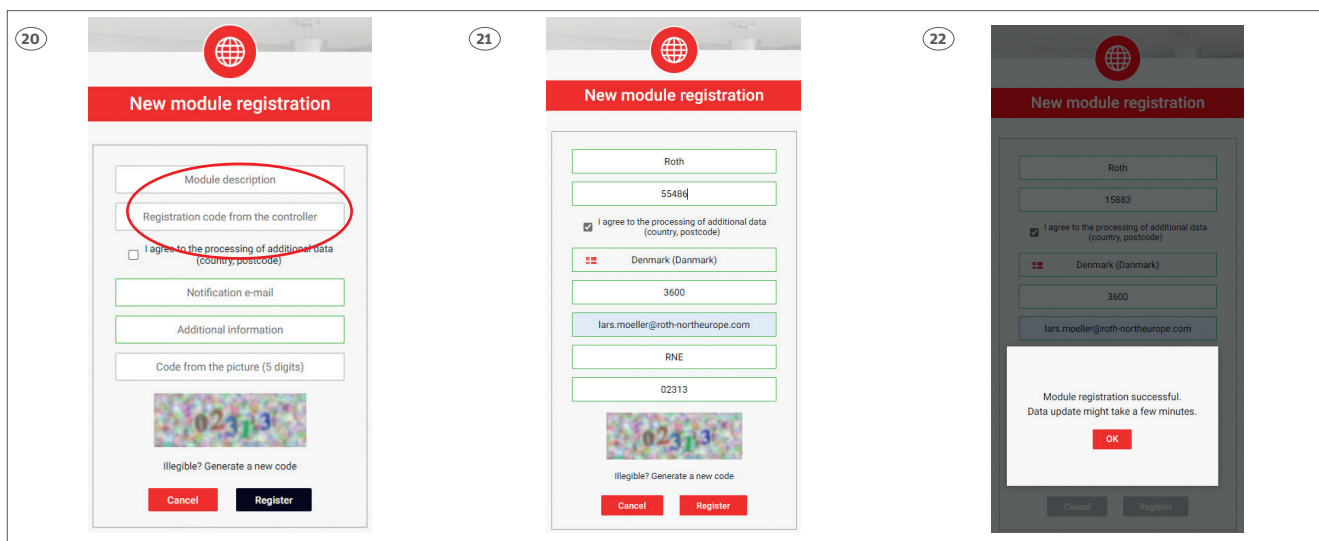 20
New module registration
Module description
Registration code from the controller
I agree to the processing of additional data
(country, postcode)
Notification e-mail
Additional information
Code from the picture (5 digits)
02313
Illegible? Generate a new code
Cancel
Register
21
New module registration
Roth
55486
I agree to the processing of additional data
(country, postcode)
Denmark (Danmark)
3600
lars.moeller@roth-northeurope.com
RNE
02313
02313
Illegible? Generate a new code
Cancel
Register
22
New module registration
Roth
15883
I agree to the processing of additional data
(country, postcode)
Denmark (Danmark)
3600
lars.moeller@roth-northeurope.com
Module registration successful.
Data update might take a few minutes.
OK
Cancel
Register